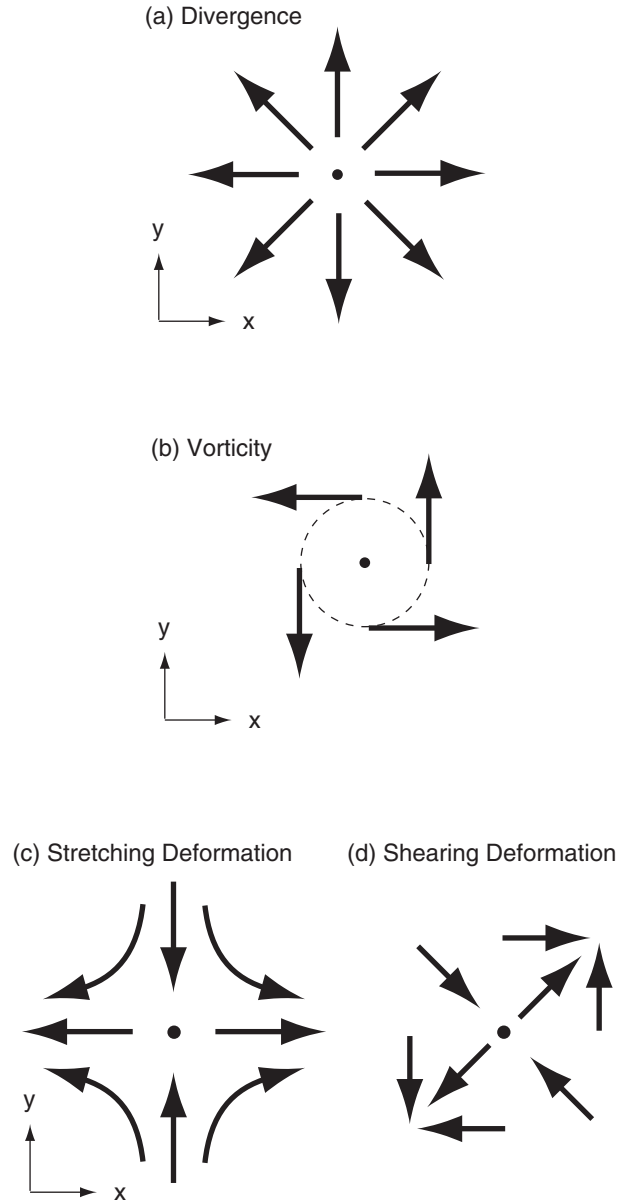 (a) Divergence
y
x
(b) Vorticity
y
x
(c) Stretching Deformation
(d) Shearing Deformation
y
x